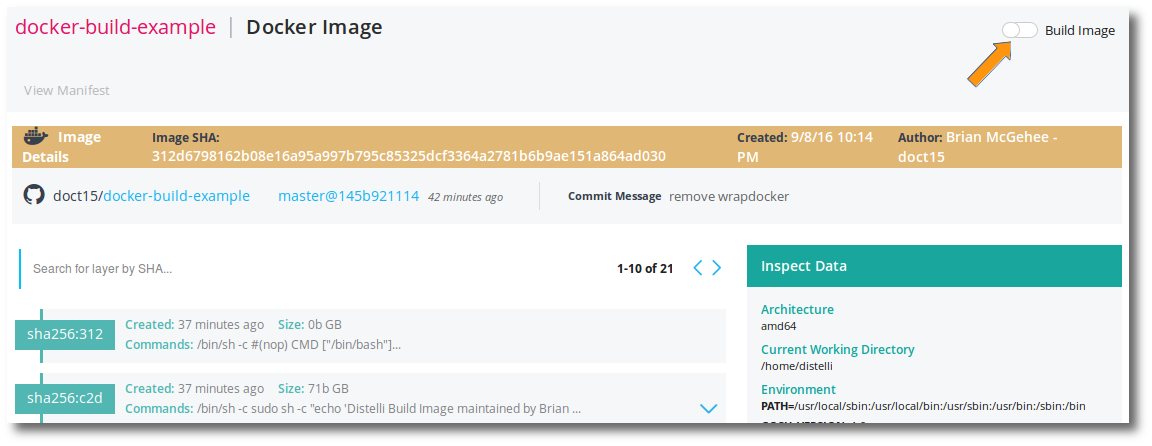 docker-build-example | Docker Image
Build Image
View Manifest
Image Details
Image SHA:
312d6798162b08e16a95a997b795c85325dcf3364a2781b6b9ae151a864ad030
Created: 9/8/16 10:14 PM
Author: Brian McGehee - doct15
doct15/docker-build-example master@145b921114 42 minutes ago Commit Message remove wrapdocker
Search for layer by SHA... 1-10 of 21
Inspect Data
sha256:312
Created: 37 minutes ago Size: 0b GB
Commands: /bin/sh -c #(nop) CMD ["/bin/bash"]...
sha256:c2d
Created: 37 minutes ago Size: 71b GB
Commands: /bin/sh -c sudo sh -c "echo 'Distelli Build Image maintained by Brian ...
Architecture
amd64
Current Working Directory
/home/distelli
Environment
PATH=/usr/local/sbin:/usr/local/bin:/usr/sbin:/usr/bin:/sbin:/bin